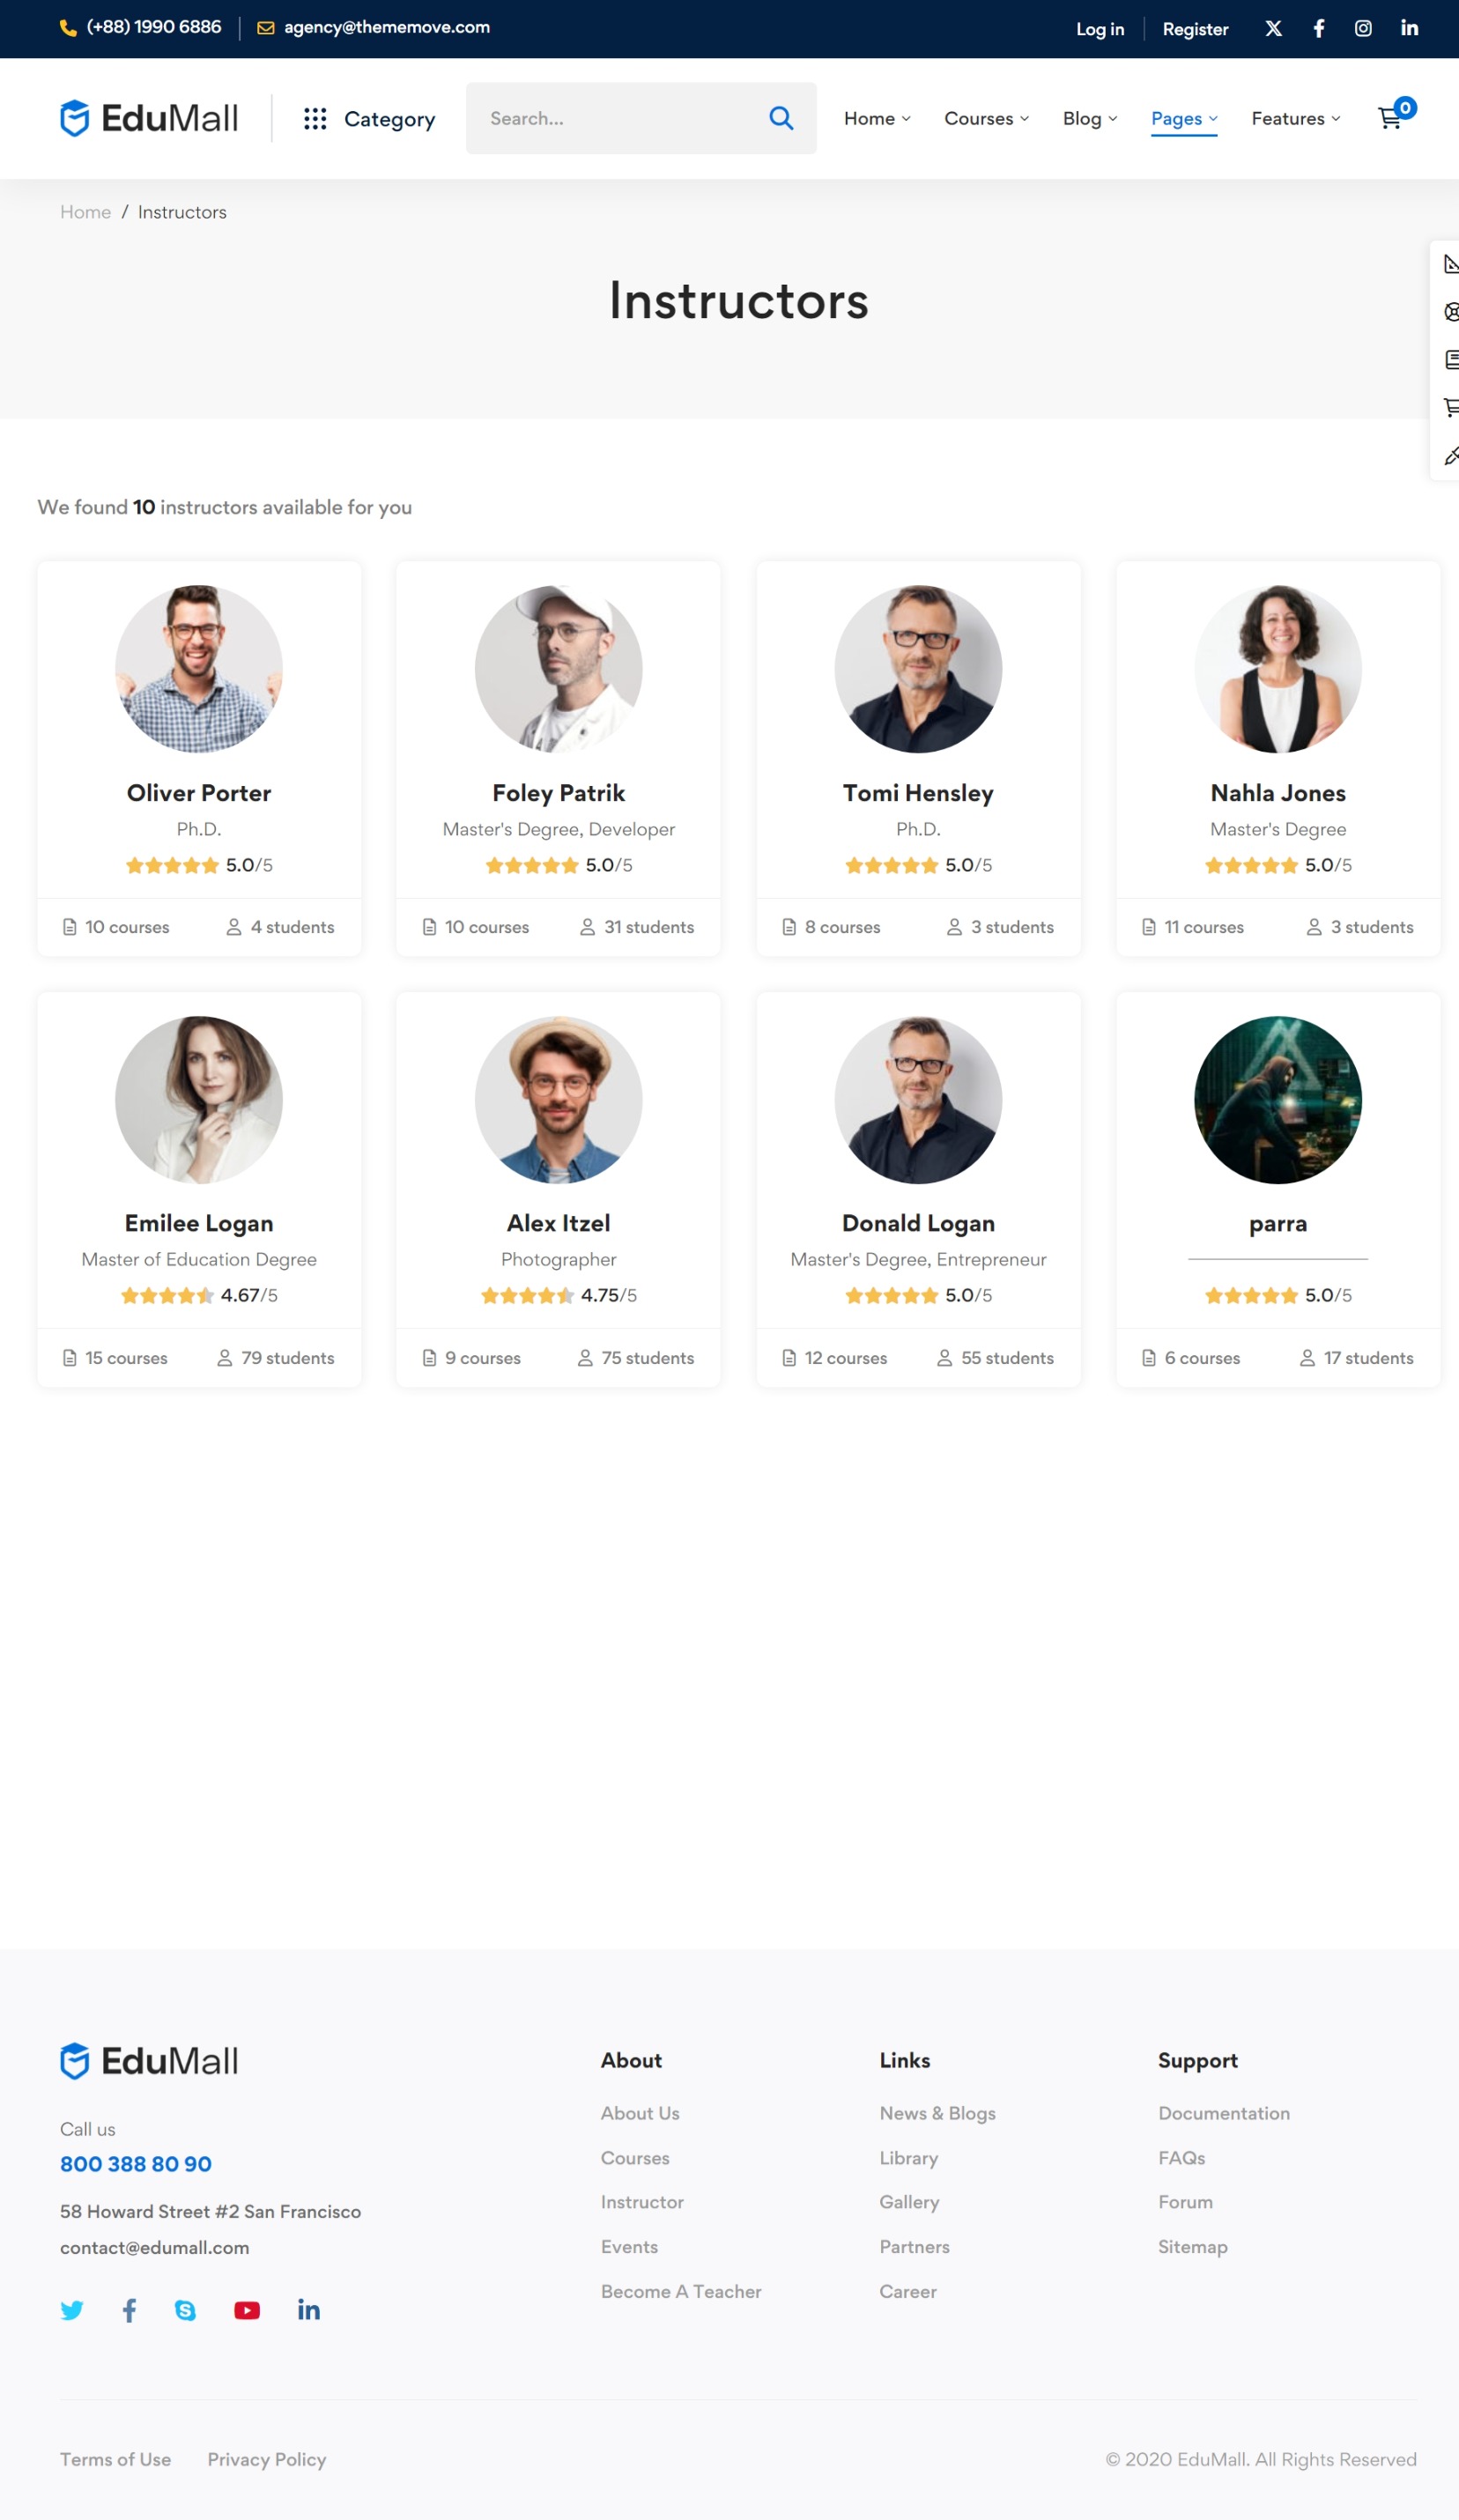 (+88) 1990 6886 agency@thememove.com Log in Register
EduMall Category Search... Home Courses Blog Pages Features 0
Home / Instructors
Instructors
We found 10 instructors available for you
Oliver Porter
Ph.D.
5.0/5
10 courses 4 students
Foley Patrik
Master's Degree, Developer
5.0/5
10 courses 31 students
Tomi Hensley
Ph.D.
5.0/5
8 courses 3 students
Nahla Jones
Master's Degree
5.0/5
11 courses 3 students
Emilee Logan
Master of Education Degree
4.67/5
15 courses 79 students
Alex Itzel
Photographer
4.75/5
9 courses 75 students
Donald Logan
Master's Degree, Entrepreneur
5.0/5
12 courses 55 students
parra
5.0/5
6 courses 17 students
EduMall
Call us
800 388 80 90
58 Howard Street #2 San Francisco
contact@edumall.com
About
About Us
Courses
Instructor
Events
Become A Teacher
Links
News & Blogs
Library
Gallery
Partners
Career
Support
Documentation
FAQs
Forum
Sitemap
Terms of Use Privacy Policy © 2020 EduMall. All Rights Reserved